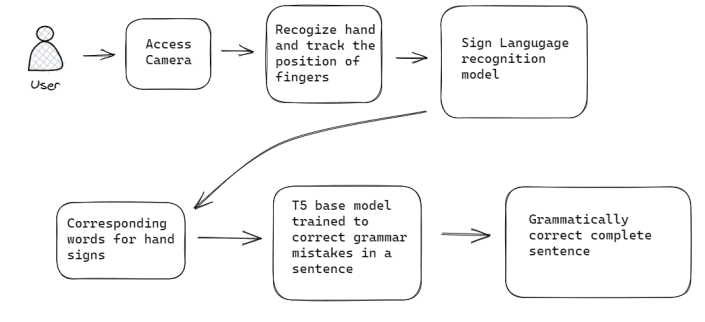 User
Access
Camera
Recogize hand
and track the
position of
fingers
Sign Langugage
recognition
model
Corresponding
words for hand
signs
T5 base model
trained to
correct grammar
mistakes in a
sentence
Grammatically
correct complete
sentence